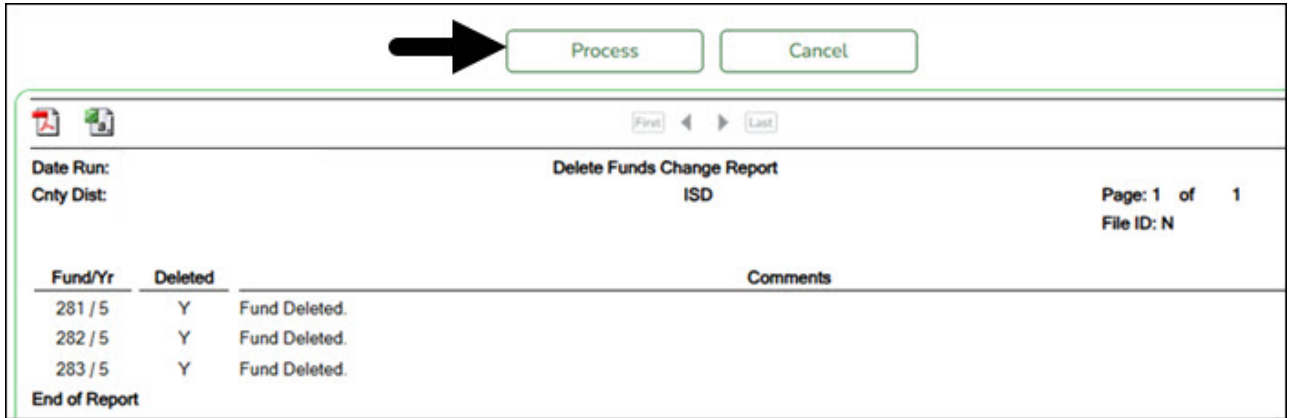 Process Cancel
First Last
Date Run: Delete Funds Change Report
Cnty Dist: ISD Page: 1 of 1
File ID: N
Fund/Yr Deleted Comments
281 / 5 Y Fund Deleted.
282 / 5 Y Fund Deleted.
283 / 5 Y Fund Deleted.
End of Report